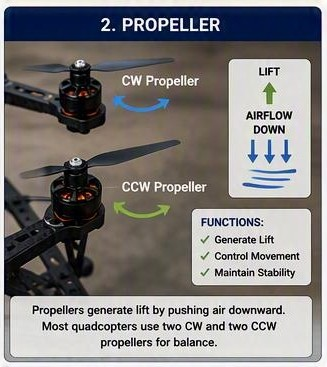 2. PROPELLER
CW Propeller
CCW Propeller
LIFT
AIRFLOW
DOWN
FUNCTIONS:
✓ Generate Lift
✓ Control Movement
✓ Maintain Stability
Propellers generate lift by pushing air downward.
Most quadcopters use two CW and two CCW
propellers for balance.